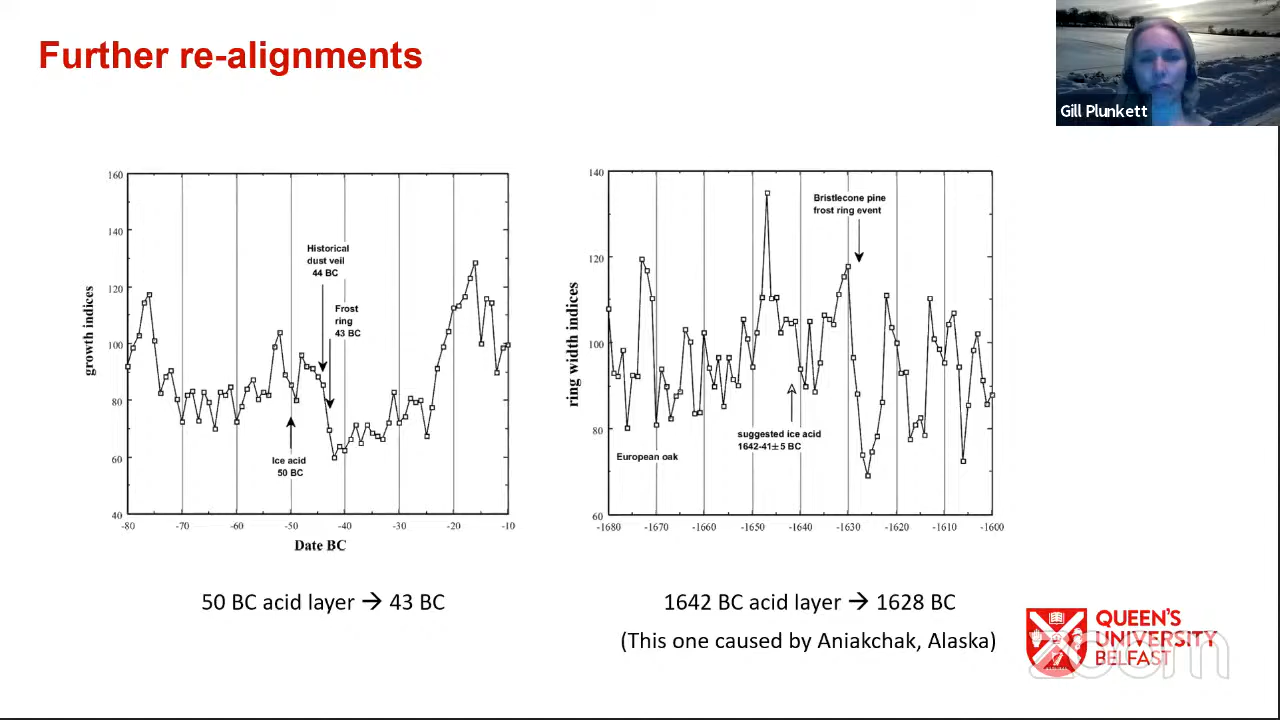 Further re-alignments
Gill Plunkett
160
140
120
100
80
60
40
growth indices
Historical
dust veil
44 BC
Frost
ring
43 BC
Ice acid
50 BC
-80
-70
-60
-50
-40
-30
-20
-10
Date BC
140
120
100
80
60
ring width indices
Bristlecone pine
frost ring event
suggested ice acid
1642-41±5 BC
European oak
-1680
-1670
-1660
-1650
-1640
-1630
-1620
-1610
-1600
50 BC acid layer → 43 BC
1642 BC acid layer → 1628 BC
(This one caused by Aniakchak, Alaska)
QUEEN'S
UNIVERSITY
BELFAST
zoom